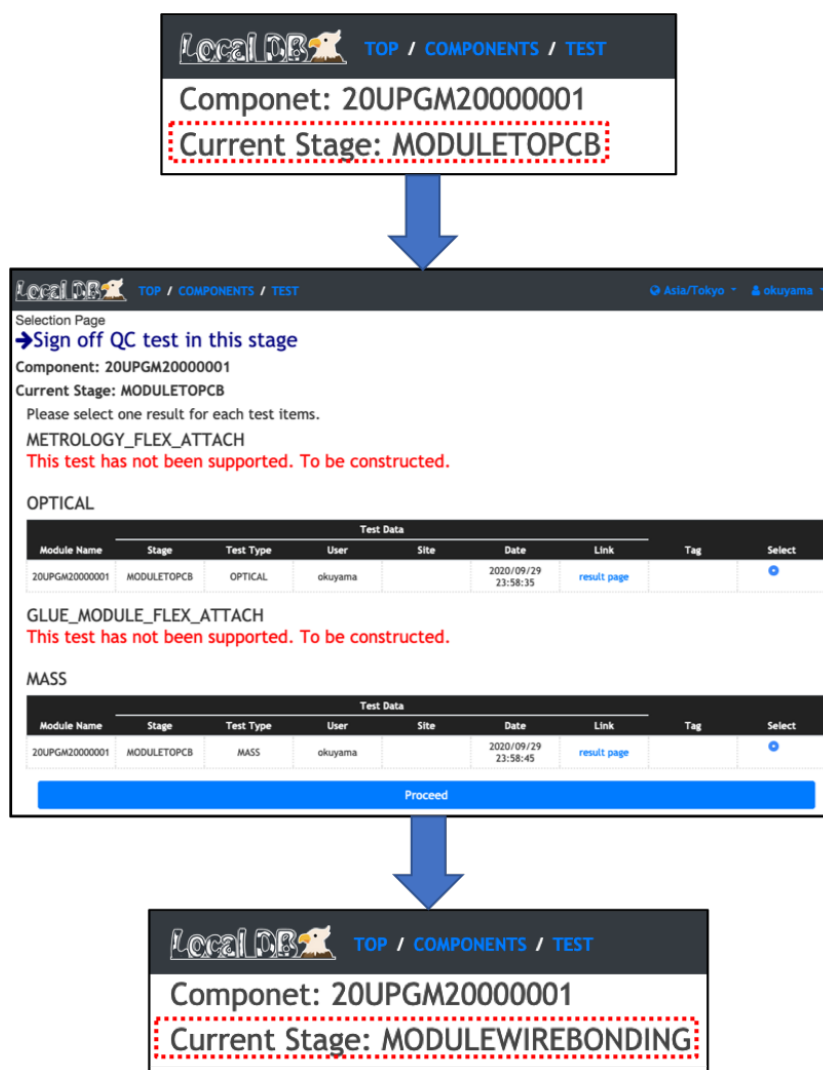 Local DB TOP / COMPONENTS / TEST
Componet: 20UPGM20000001
Current Stage: MODULETOPCB
Local DB TOP / COMPONENTS / TEST Asia/Tokyo okuyama
Selection Page
➔Sign off QC test in this stage
Component: 20UPGM20000001
Current Stage: MODULETOPCB
Please select one result for each test items.
METROLOGY_FLEX_ATTACH
This test has not been supported. To be constructed.
OPTICAL
Test Data
Module Name Stage Test Type User Site Date Link Tag Select
20UPGM20000001 MODULETOPCB OPTICAL okuyama 2020/09/29 23:58:35 result page
GLUE_MODULE_FLEX_ATTACH
This test has not been supported. To be constructed.
MASS
Test Data
Module Name Stage Test Type User Site Date Link Tag Select
20UPGM20000001 MODULETOPCB MASS okuyama 2020/09/29 23:58:45 result page
Proceed
Local DB TOP / COMPONENTS / TEST
Componet: 20UPGM20000001
Current Stage: MODULEWIREBONDING